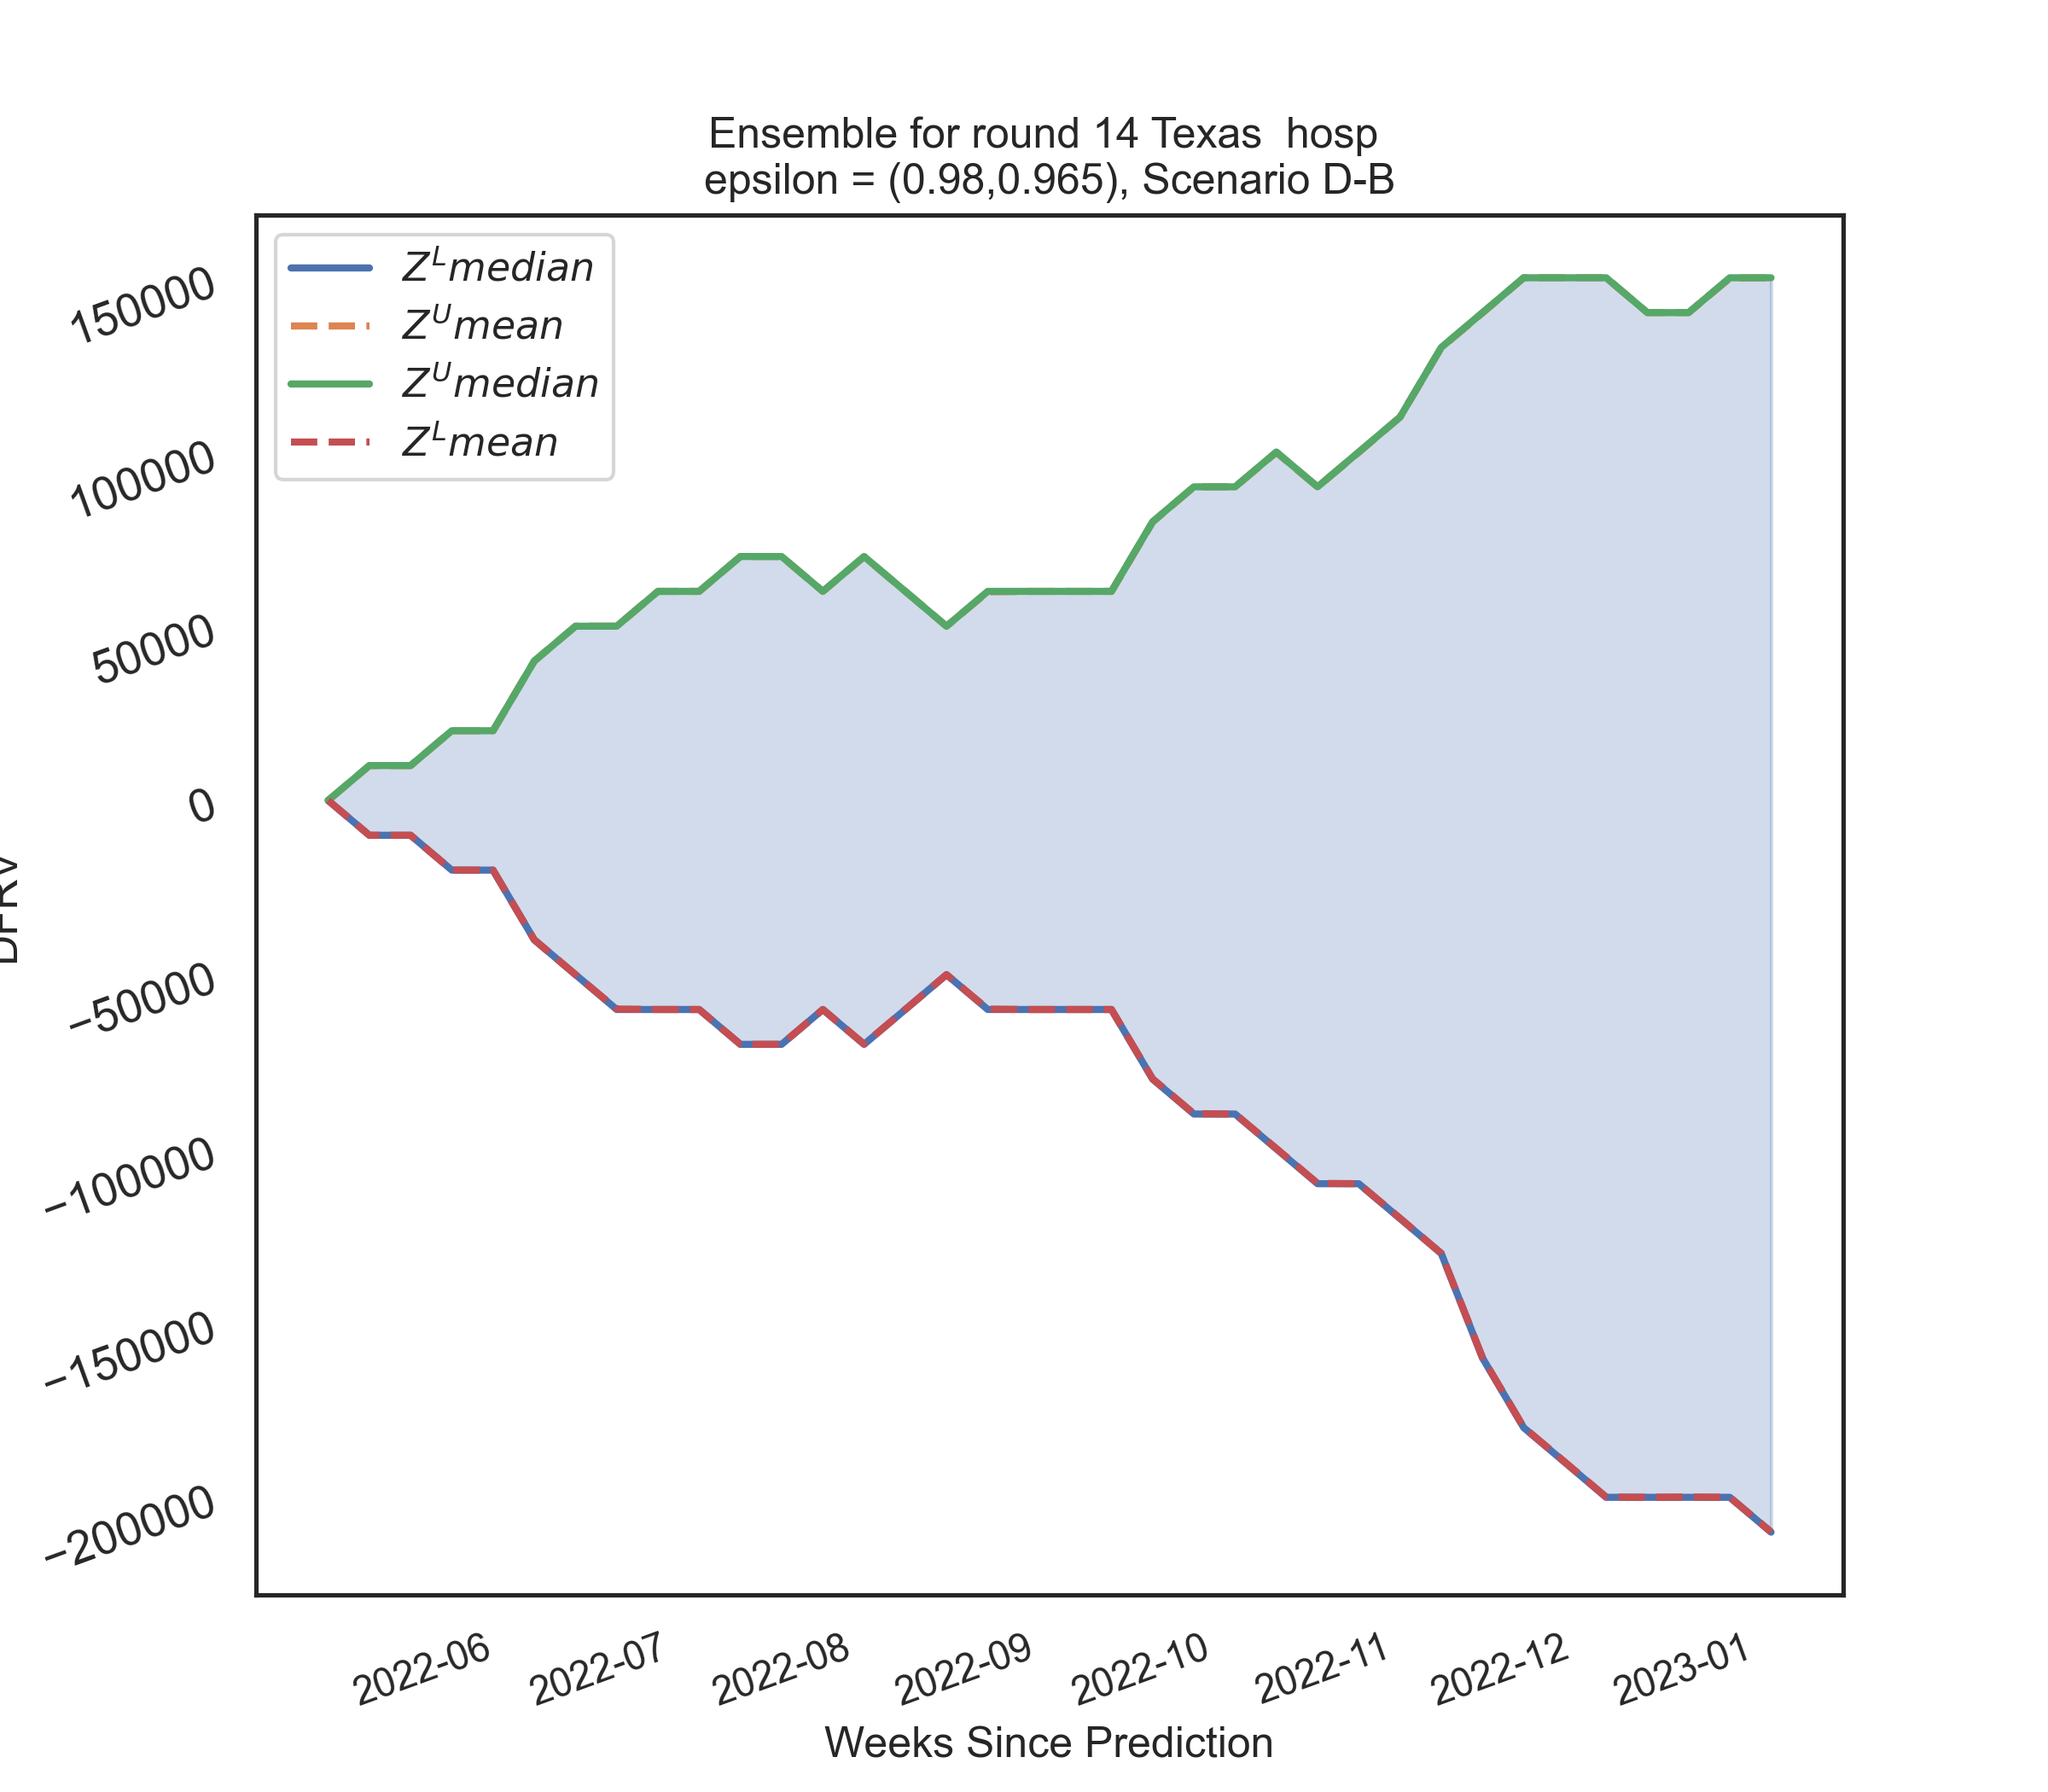 Ensemble for round 14 Texas  hosp
epsilon = (0.98,0.965), Scenario D-B
Z^L median
Z^U mean
Z^U median
Z^L mean
150000
100000
50000
0
−50000
−100000
−150000
−200000
2022-06
2022-07
2022-08
2022-09
2022-10
2022-11
2022-12
2023-01
Weeks Since Prediction